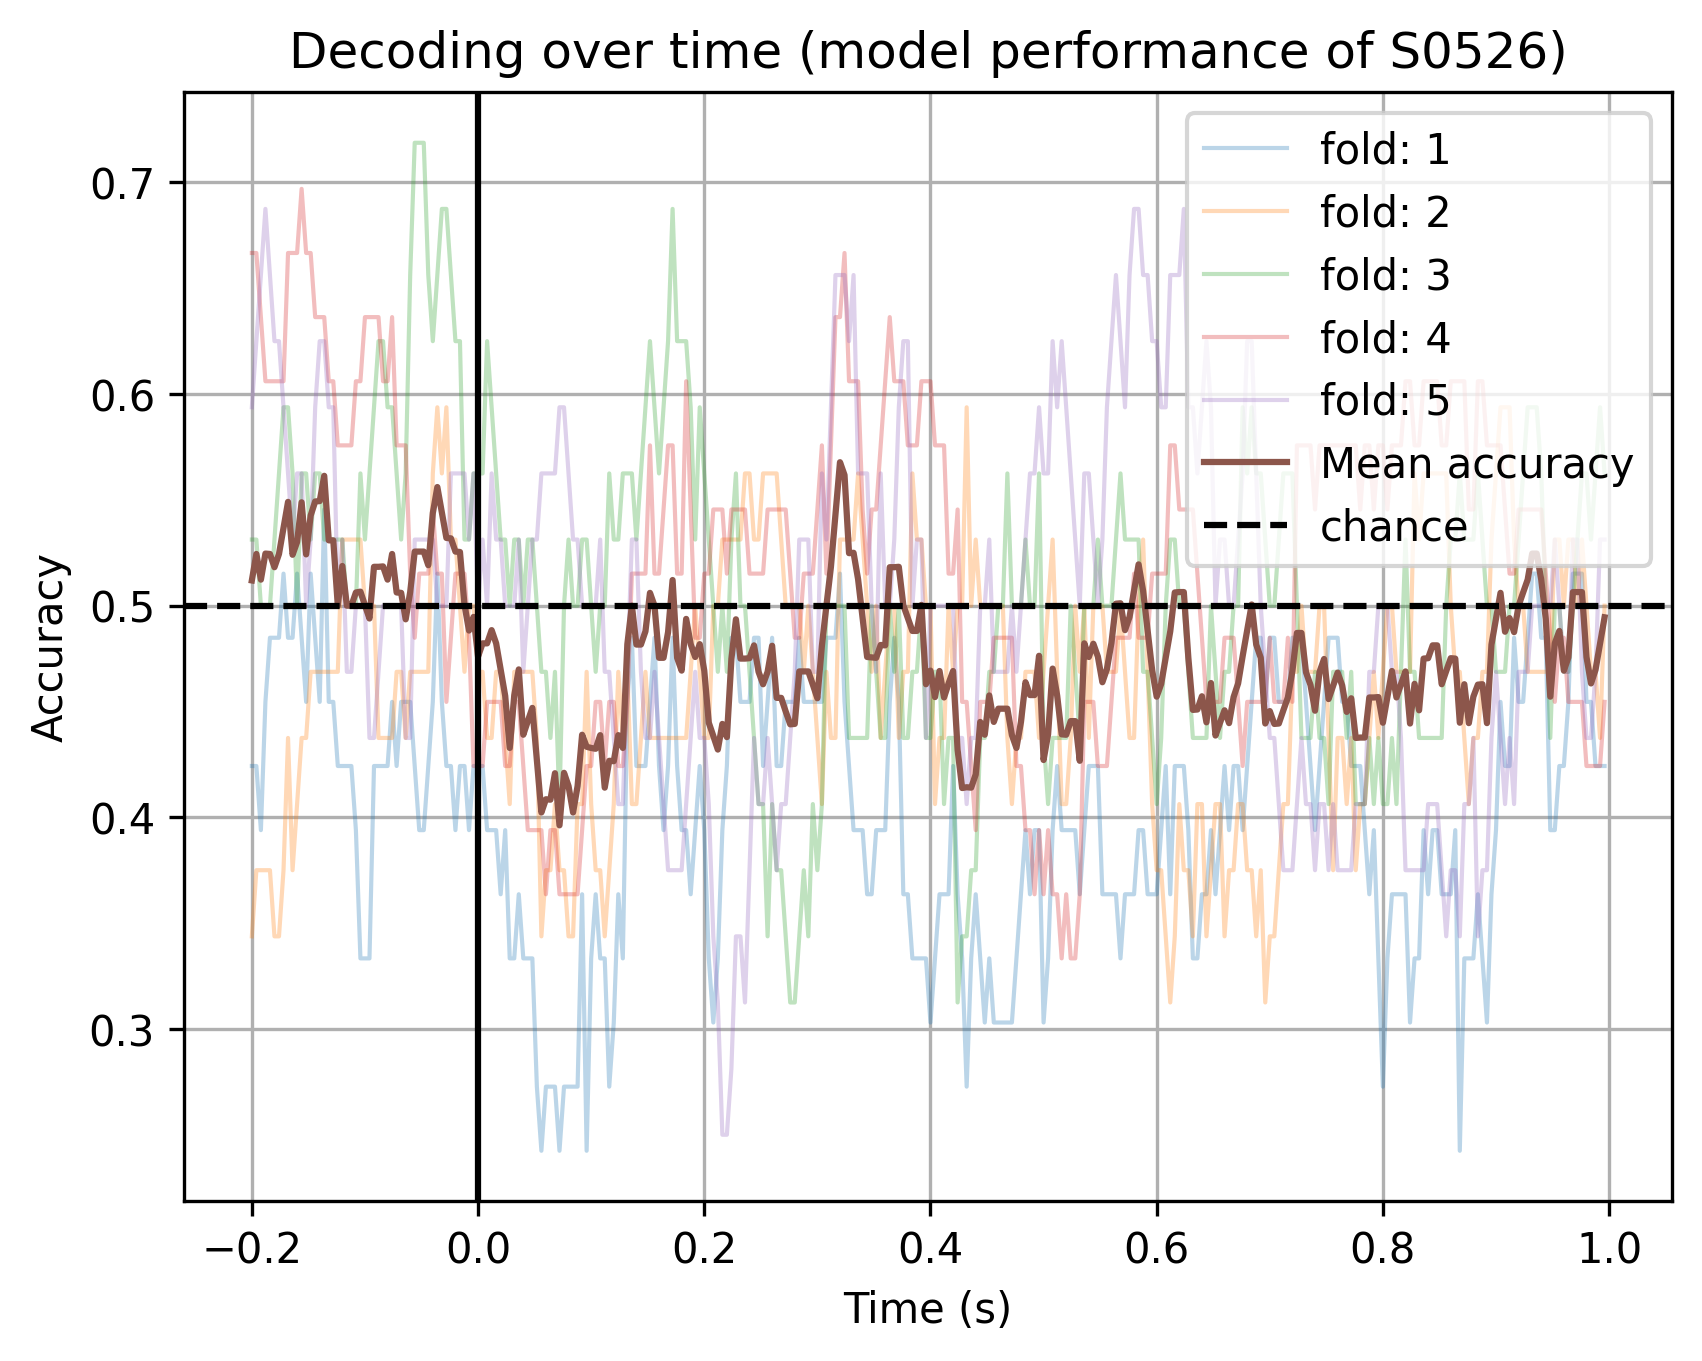 Decoding over time (model performance of S0526)
Accuracy
0.7
0.6
0.5
0.4
0.3
fold: 1
fold: 2
fold: 3
fold: 4
fold: 5
Mean accuracy
chance
−0.2 0.0 0.2 0.4 0.6 0.8 1.0
Time (s)